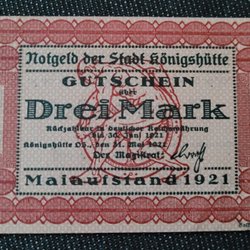 Notgeld der Stadt Königshütte
GUTSCHEIN
über
Drei Mark
Rückzahlbar in deutscher Reichswährung
bis 30. Juni 1921
Königshütte OS., den 31. Mai 1921
Der Magistrat:
Maiaufstand 1921